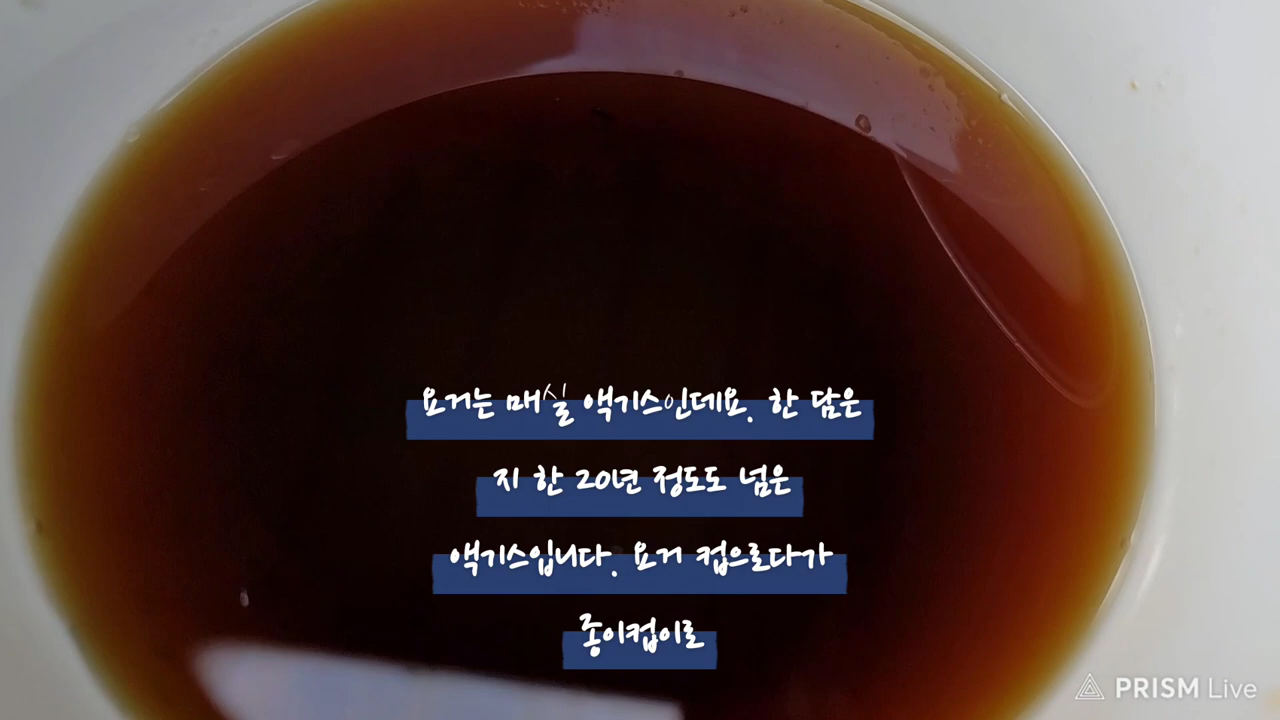 요거는 매실 액기스인데요. 한 담은
지 한 20년 정도도 넘은
액기스입니다. 요거 컵으로다가
종이컵이로
PRISM Live